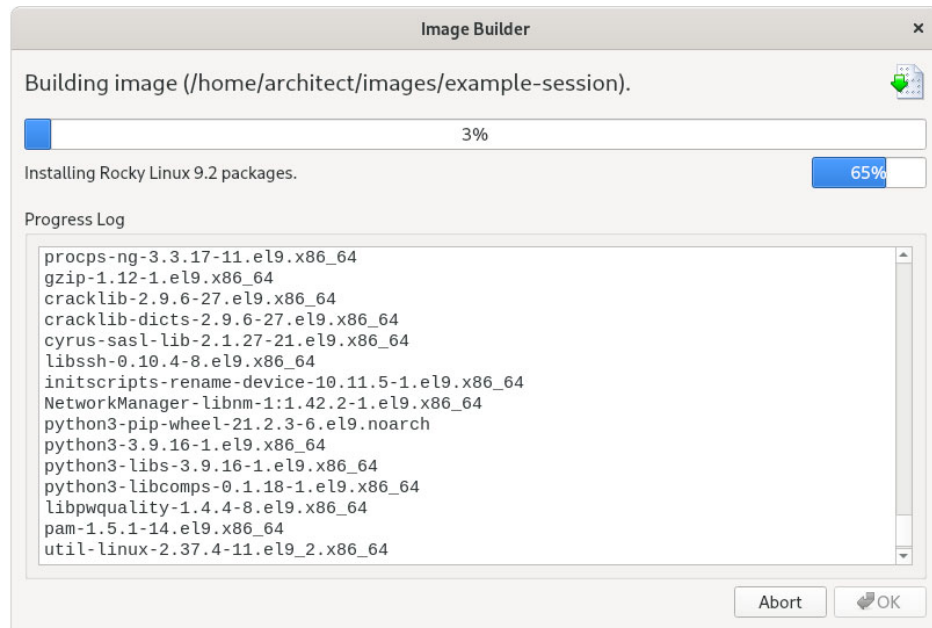 Image Builder
Building image (/home/architect/images/example-session).
3%
Installing Rocky Linux 9.2 packages.
65%
Progress Log
procps-ng-3.3.17-11.el9.x86_64
gzip-1.12-1.el9.x86_64
cracklib-2.9.6-27.el9.x86_64
cracklib-dicts-2.9.6-27.el9.x86_64
cyrus-sasl-lib-2.1.27-21.el9.x86_64
libssh-0.10.4-8.el9.x86_64
initscripts-rename-device-10.11.5-1.el9.x86_64
NetworkManager-libnm-1:1.42.2-1.el9.x86_64
python3-pip-wheel-21.2.3-6.el9.noarch
python3-3.9.16-1.el9.x86_64
python3-libs-3.9.16-1.el9.x86_64
python3-libcomps-0.1.18-1.el9.x86_64
libpwquality-1.4.4-8.el9.x86_64
pam-1.5.1-14.el9.x86_64
util-linux-2.37.4-11.el9_2.x86_64
Abort OK